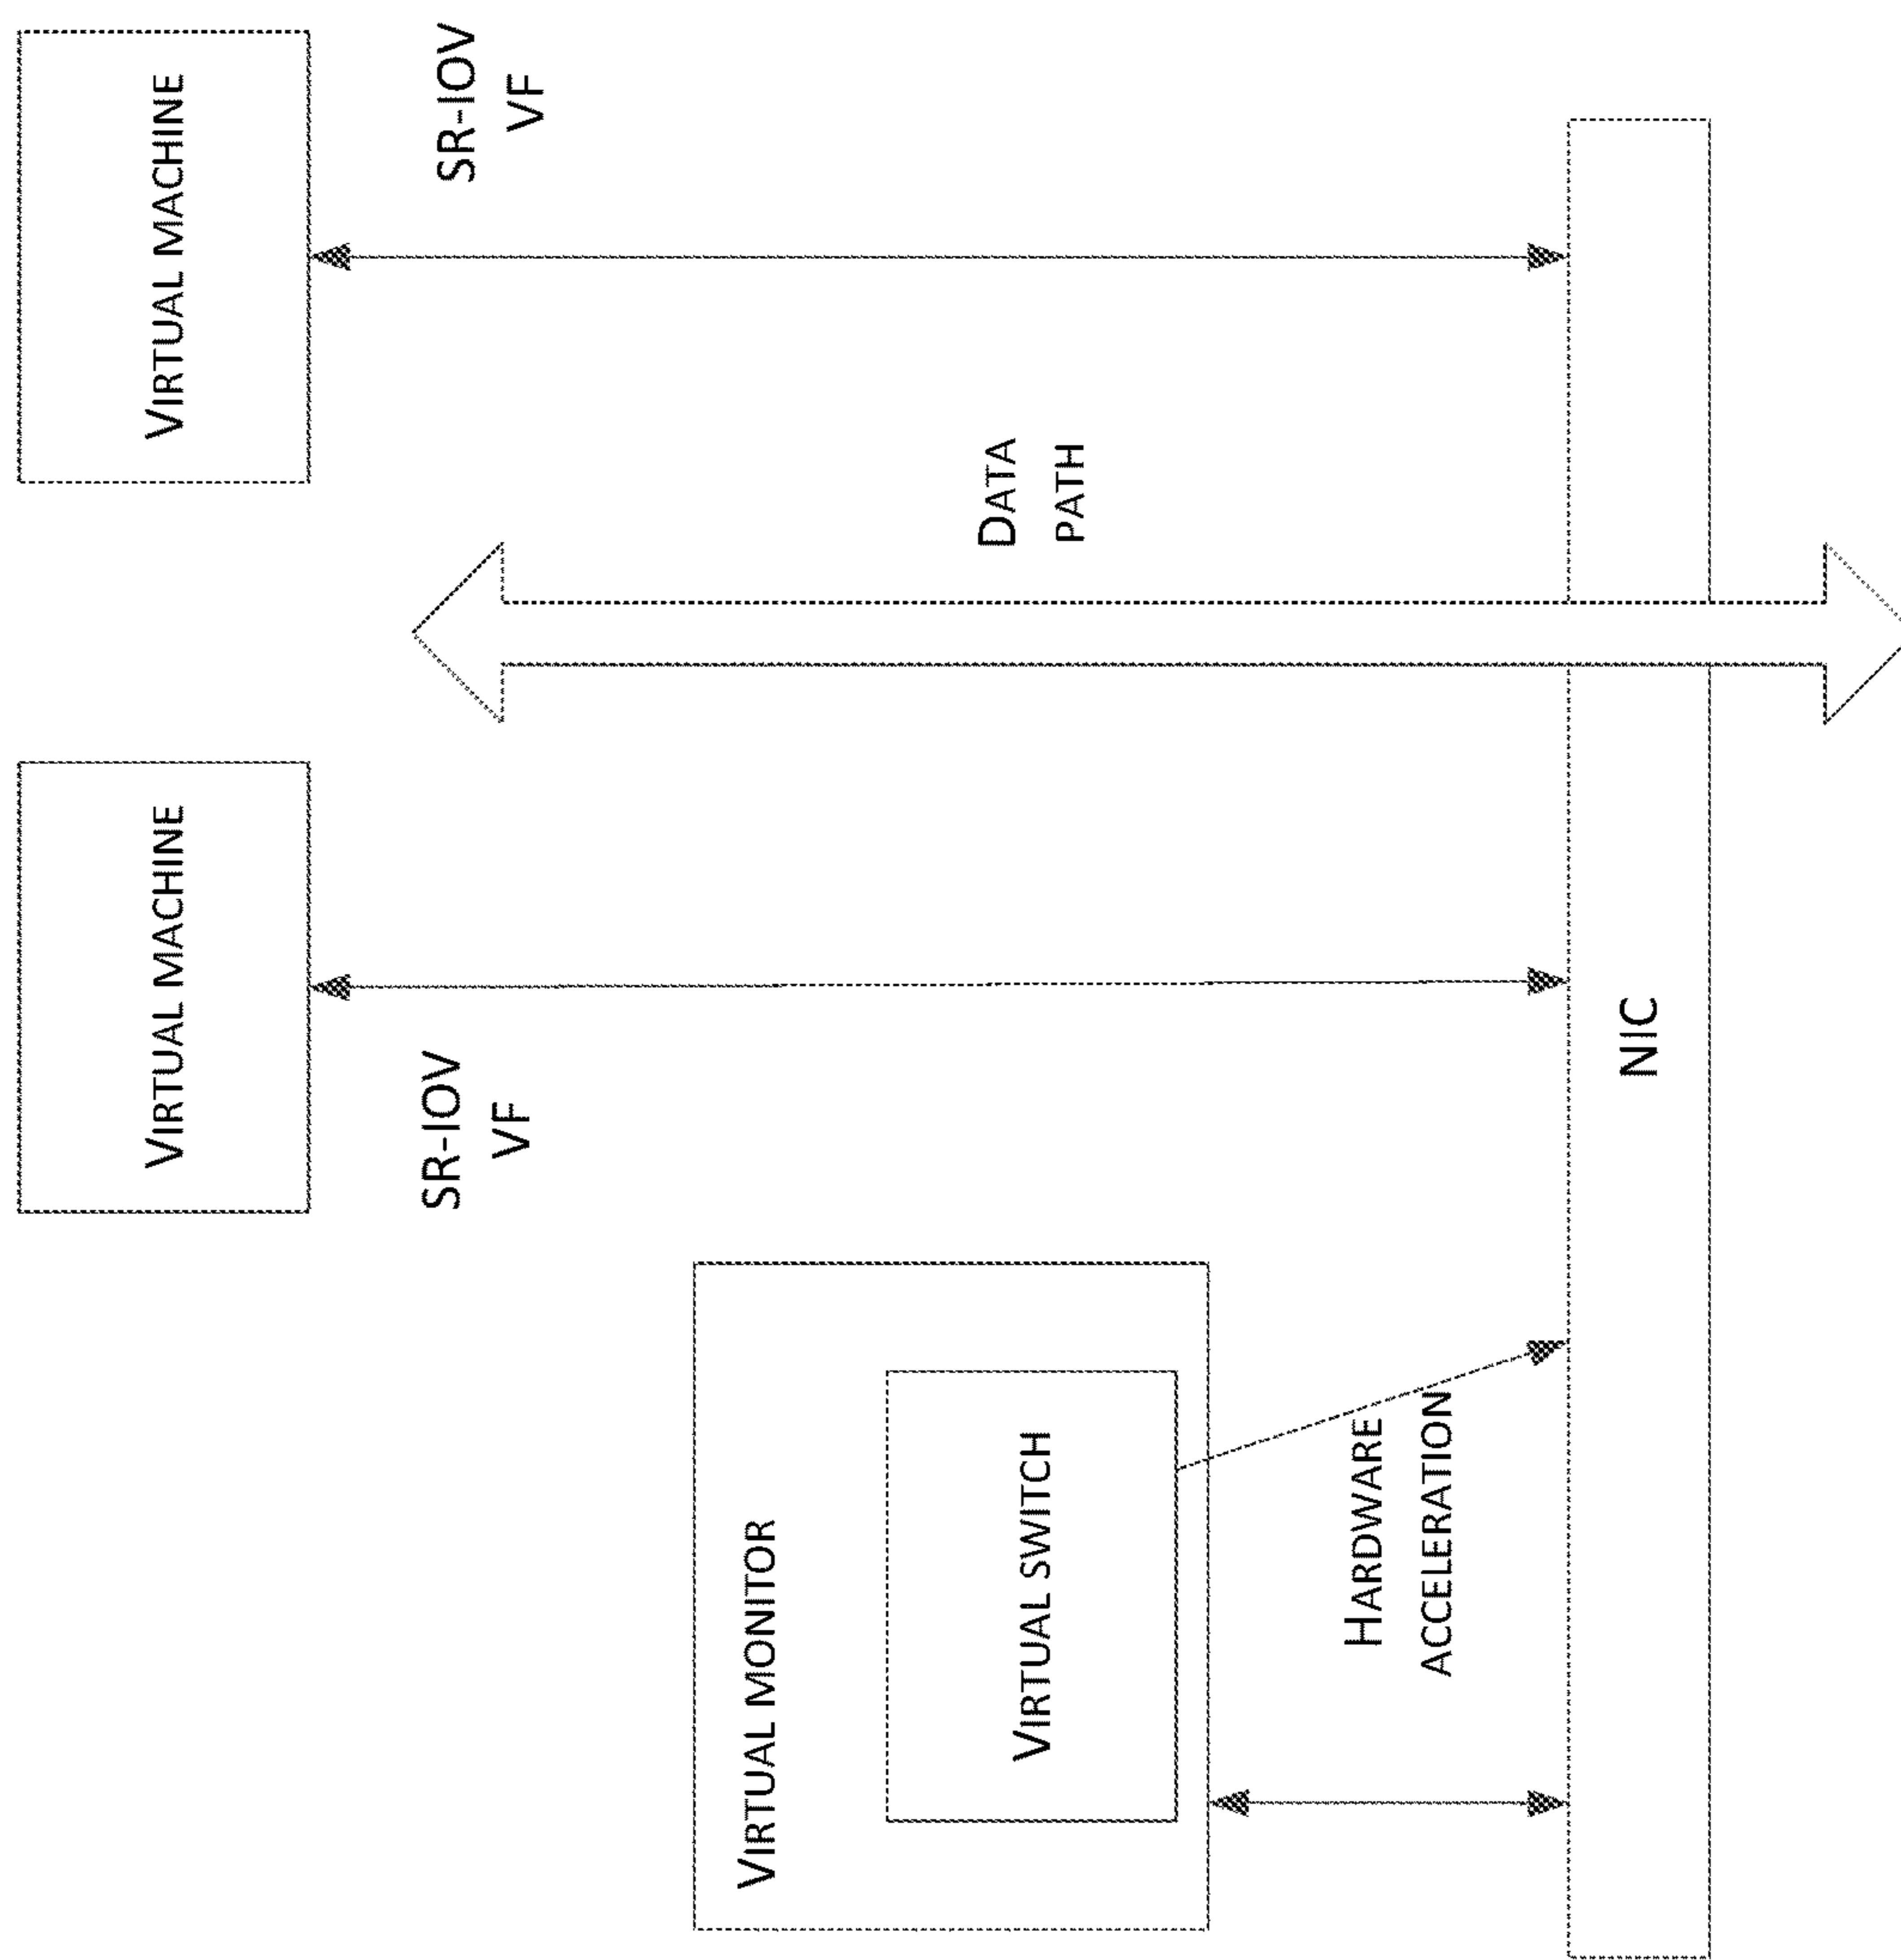 VIRTUAL MACHINE
VIRTUAL MACHINE
SR-IOV
VF
SR-IOV
VF
VIRTUAL MONITOR
VIRTUAL SWITCH
DATA
PATH
HARDWARE
ACCELERATION
NIC